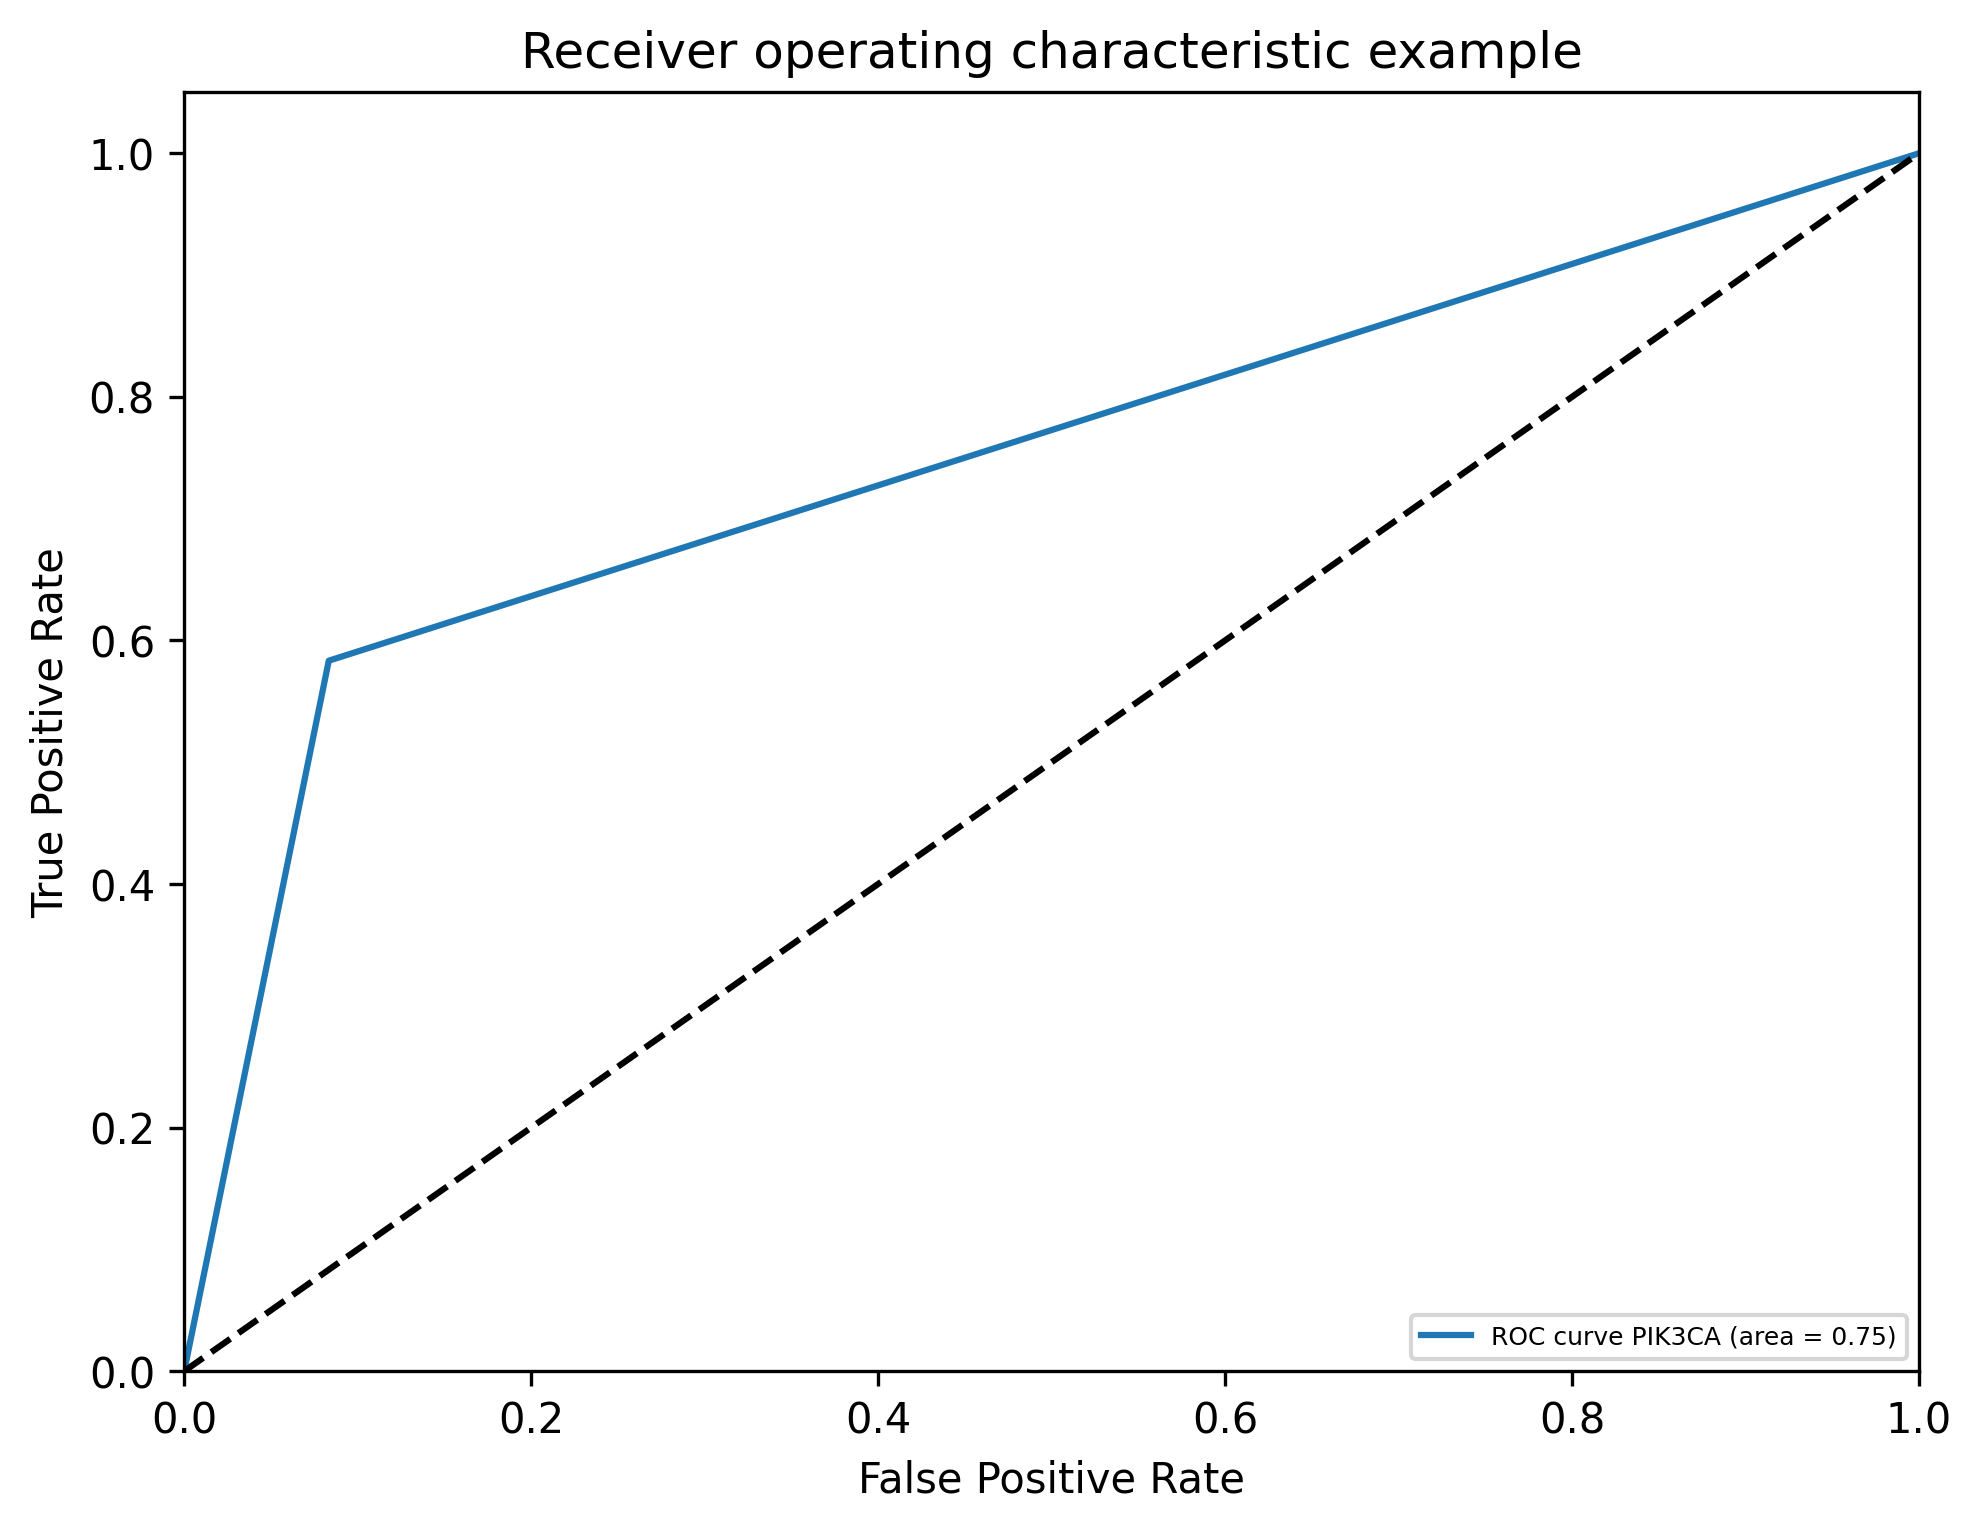 Receiver operating characteristic example
True Positive Rate
1.0
0.8
0.6
0.4
0.2
0.0
ROC curve PIK3CA (area = 0.75)
0.0 0.2 0.4 0.6 0.8 1.0
False Positive Rate